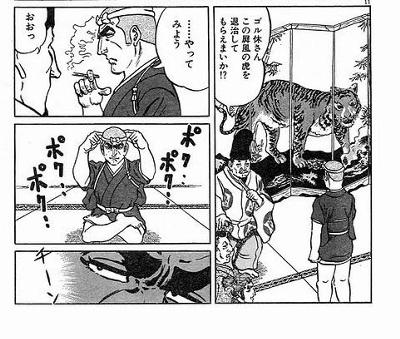 11
ゴル休さん
この屏風の虎を
退治して
もらえまいか!?
……やって
みよう
おおっ
ポク…
ポク…
ポク…
ポク…
チーン